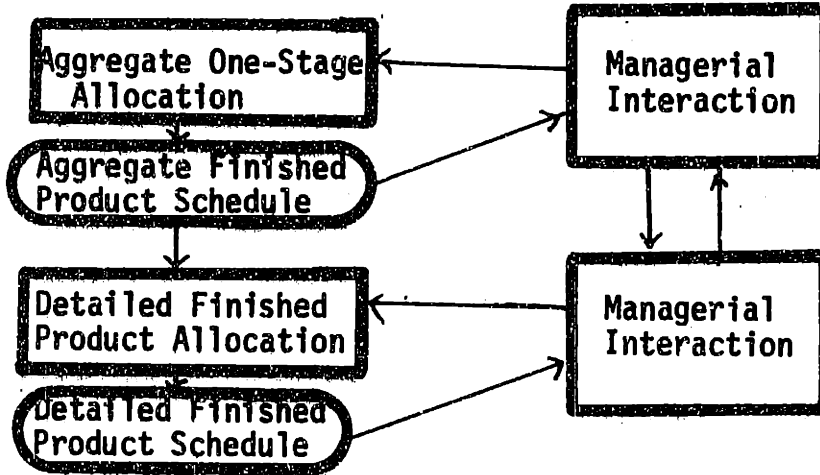 Aggregate One-Stage
Allocation
Managerial
Interaction
Aggregate Finished
Product Schedule
Detailed Finished
Product Allocation
Managerial
Interaction
Detailed Finished
Product Schedule